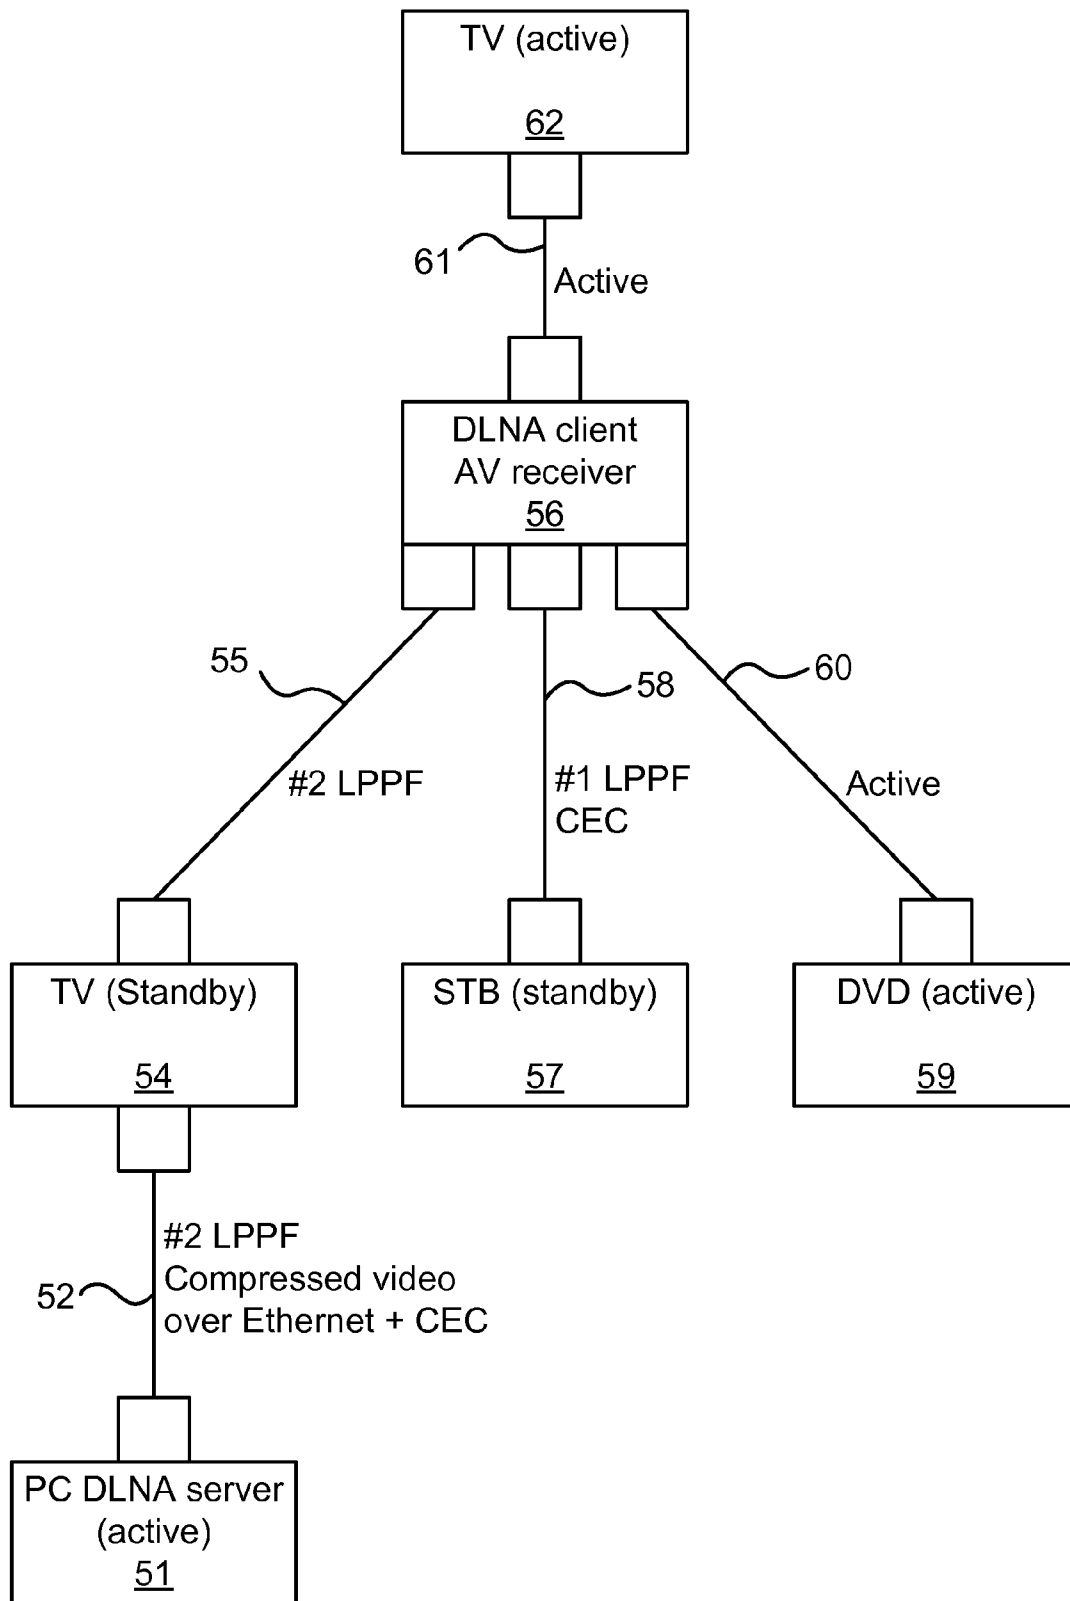 TV (active)
62
61
Active
DLNA client
AV receiver
56
55
58
60
#2 LPPF
#1 LPPF
CEC
Active
TV (Standby)
54
STB (standby)
57
DVD (active)
59
52
#2 LPPF
Compressed video
over Ethernet + CEC
PC DLNA server
(active)
51